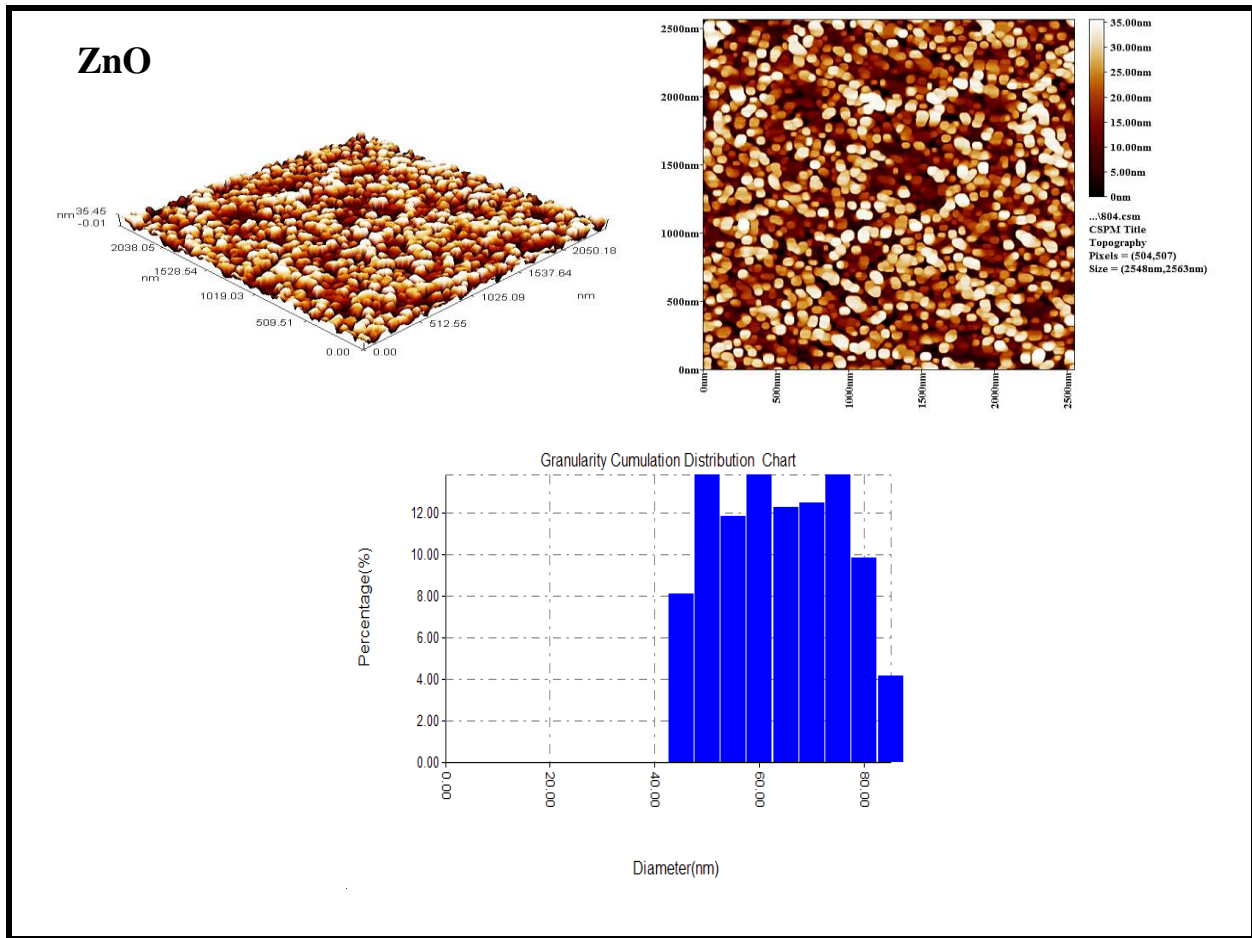 ZnO
nm 35.45
-0.01
2038.05
1528.54
nm
1019.03
509.51
0.00
0.00
512.55
1025.09
1537.64
2050.18
nm
2500nm
2000nm
1500nm
1000nm
500nm
0nm
0nm
500nm
1000nm
1500nm
2000nm
2500nm
35.00nm
30.00nm
25.00nm
20.00nm
15.00nm
10.00nm
5.00nm
0nm
...\804.csm
CSPM Title
Topography
Pixels = (504,507)
Size = (2548nm,2563nm)
Granularity Cumulation Distribution Chart
Percentage(%)
12.00
10.00
8.00
6.00
4.00
2.00
0.00
0.00
20.00
40.00
60.00
80.00
Diameter(nm)